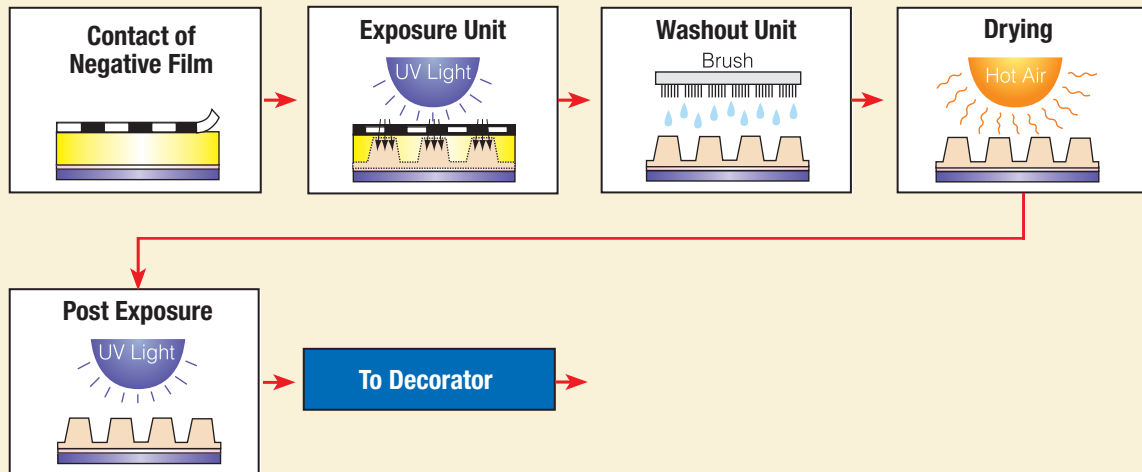 Contact of
Negative Film
Exposure Unit
UV Light
Washout Unit
Brush
Drying
Hot Air
Post Exposure
UV Light
To Decorator